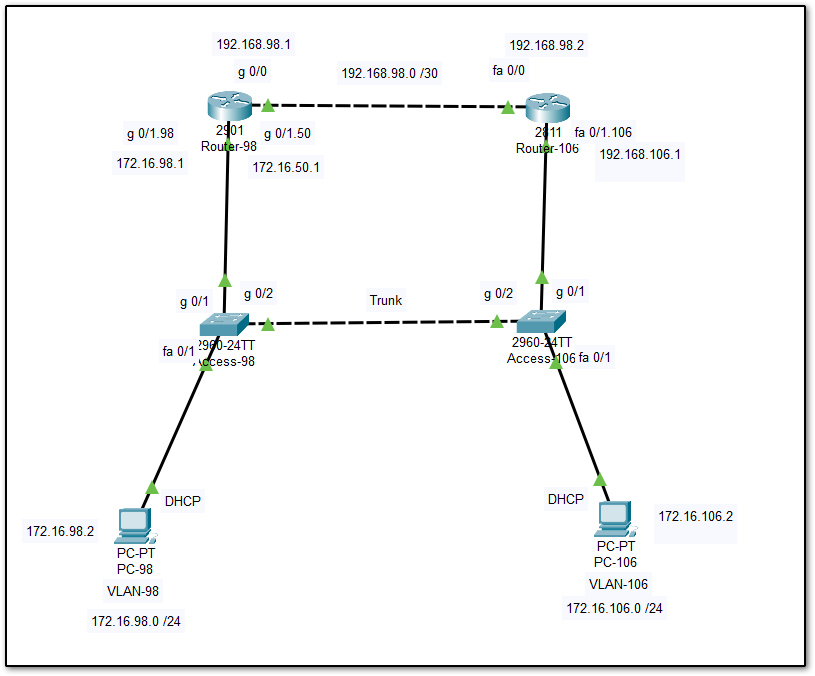 192.168.98.1
192.168.98.2
g 0/0
192.168.98.0 /30
fa 0/0
2901
Router-98
g 0/1.98
g 0/1.50
172.16.98.1
172.16.50.1
2811
Router-106
fa 0/1.106
192.168.106.1
g 0/1
g 0/2
Trunk
g 0/2
g 0/1
2960-24TT
Access-98
fa 0/1
2960-24TT
Access-106
fa 0/1
DHCP
172.16.98.2
PC-PT
PC-98
VLAN-98
172.16.98.0 /24
DHCP
172.16.106.2
PC-PT
PC-106
VLAN-106
172.16.106.0 /24